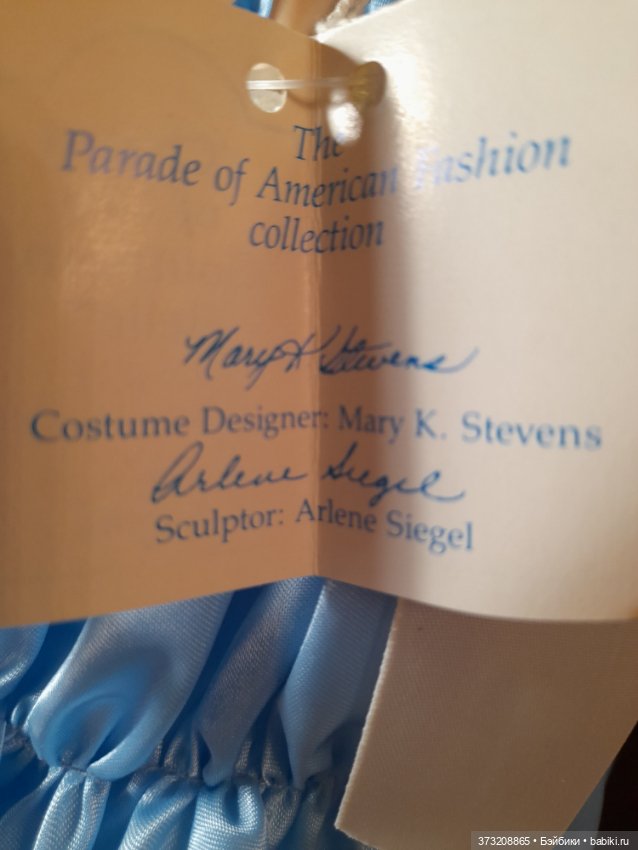 The
Parade of American Fashion
collection
Mary K Stevens
Costume Designer: Mary K. Stevens
Arlene Siegel
Sculptor: Arlene Siegel
373208865 • Бэйбики • babiki.ru